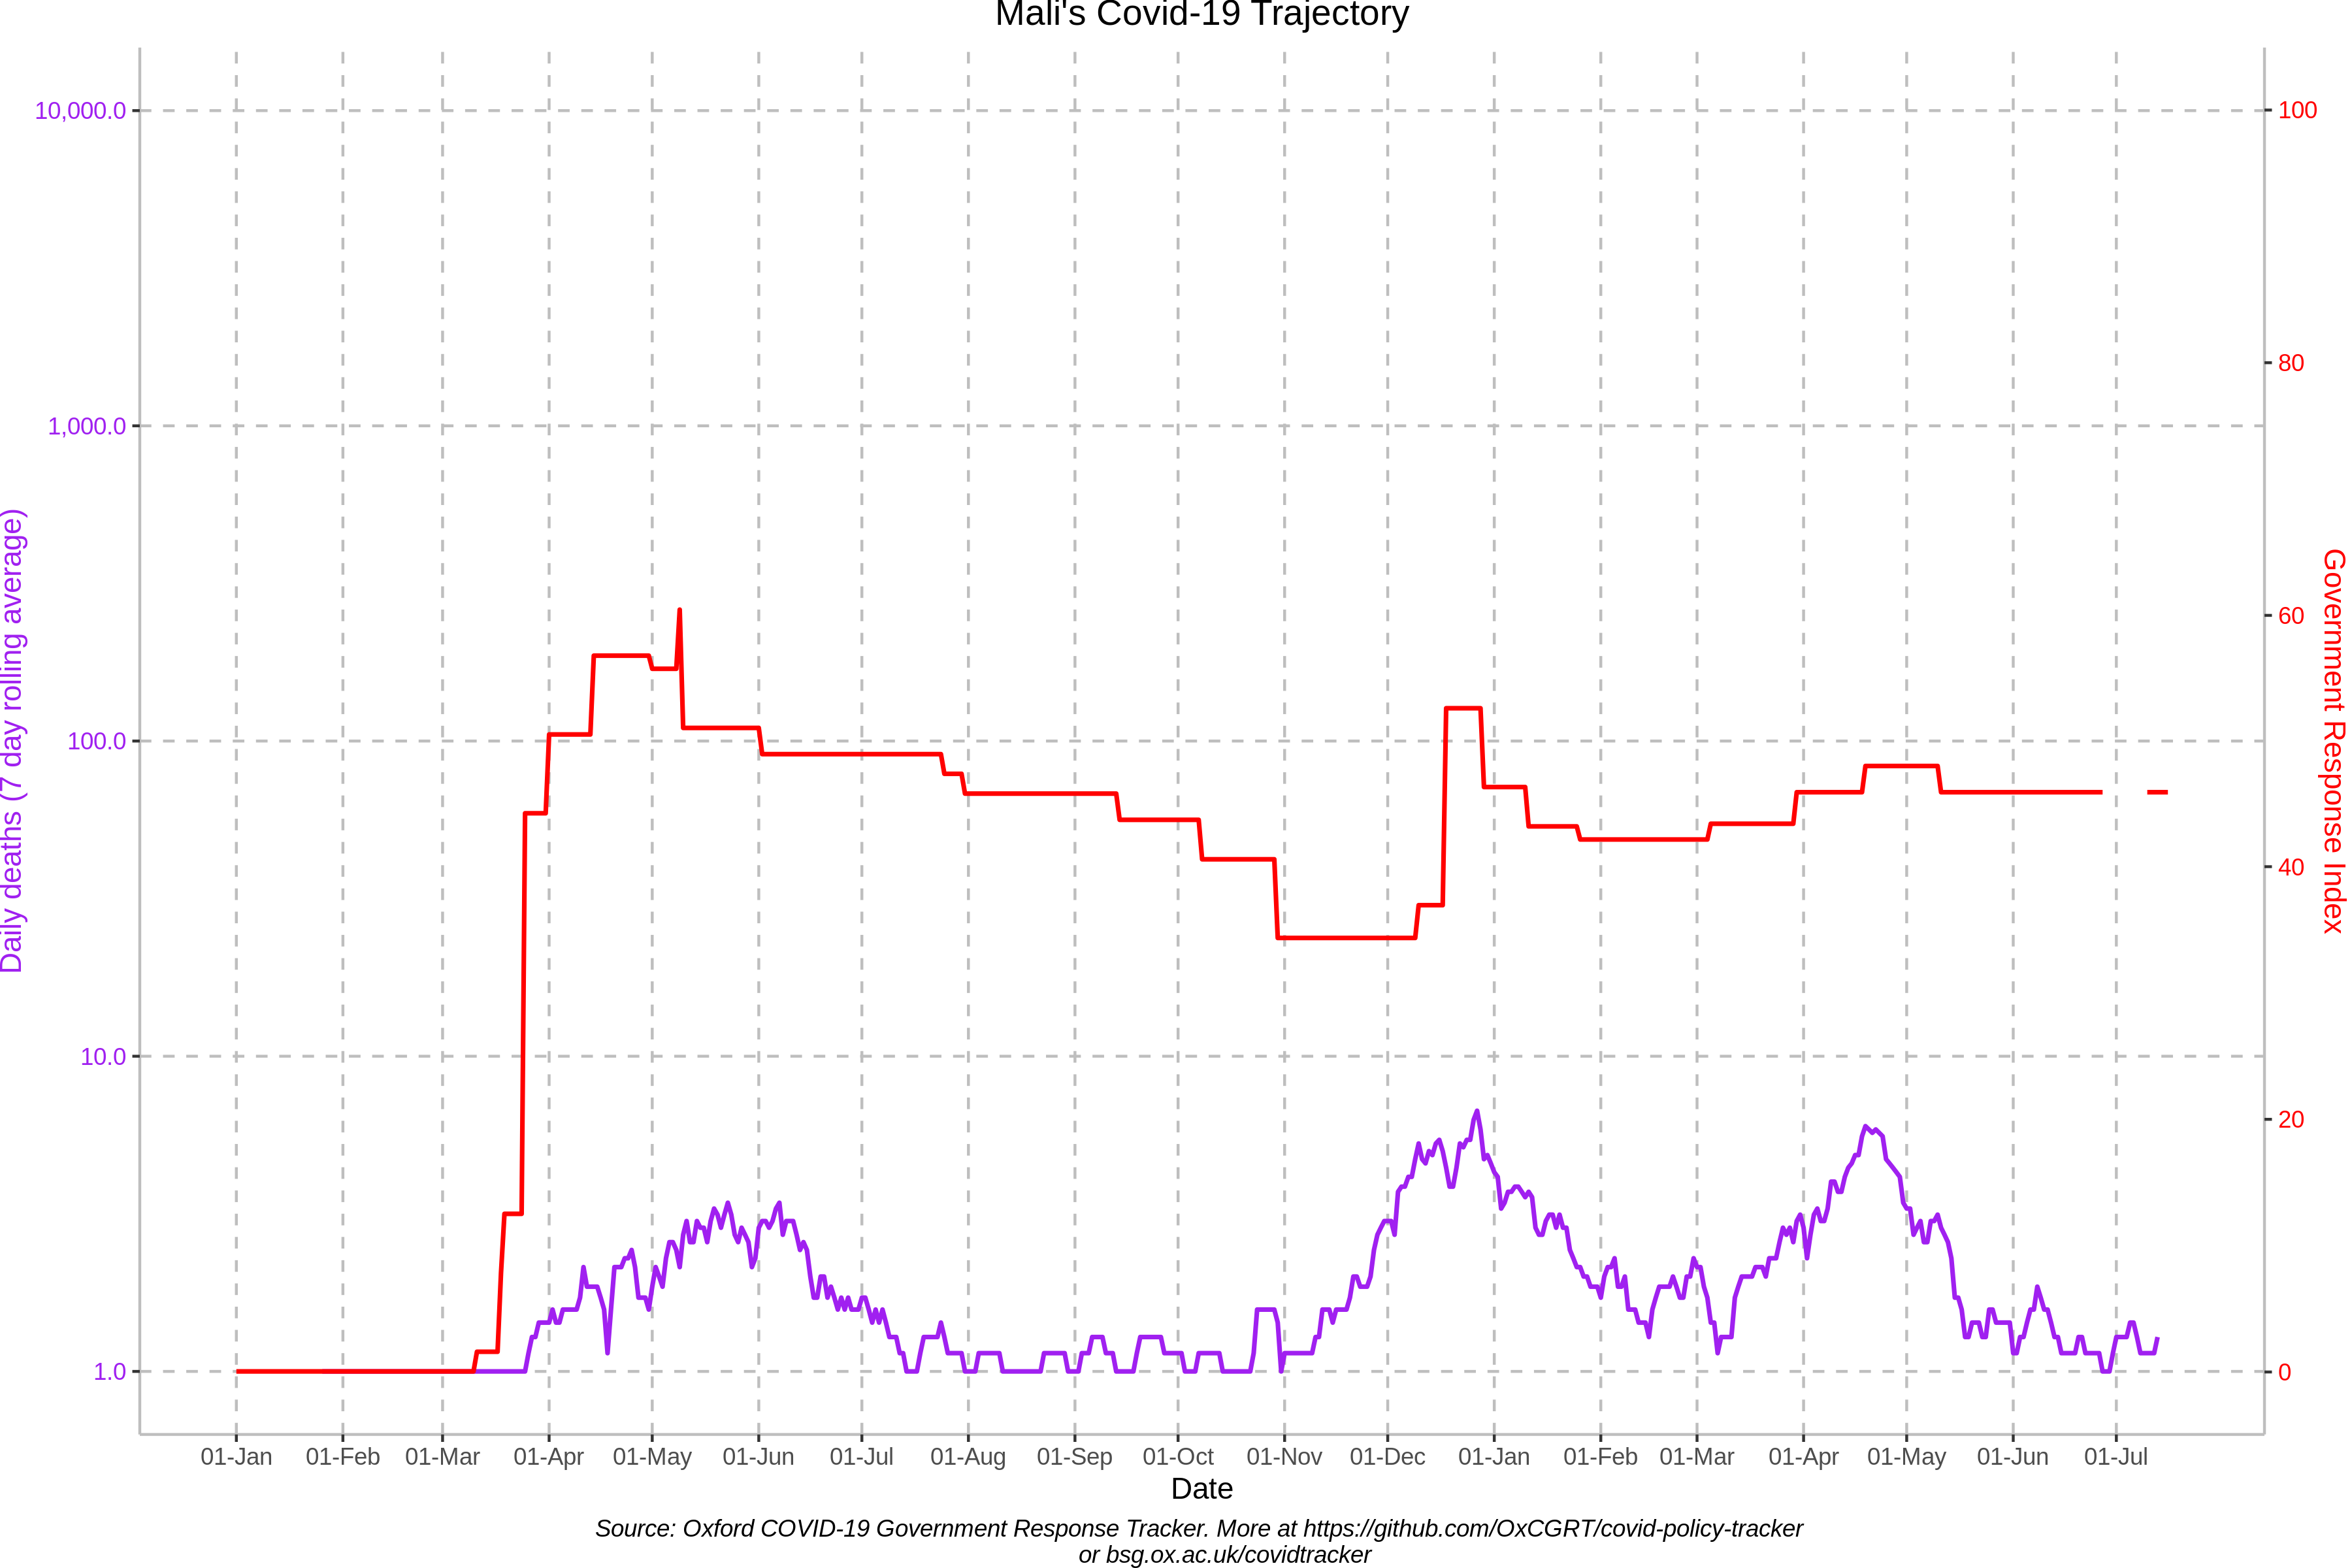 Mali's Covid-19 Trajectory
Daily deaths (7 day rolling average)
10,000.0
1,000.0
100.0
10.0
1.0
100
80
60
40
20
0
Government Response Index
01-Jan 01-Feb 01-Mar 01-Apr 01-May 01-Jun 01-Jul 01-Aug 01-Sep 01-Oct 01-Nov 01-Dec 01-Jan 01-Feb 01-Mar 01-Apr 01-May 01-Jun 01-Jul
Date
Source: Oxford COVID-19 Government Response Tracker. More at https://github.com/OxCGRT/covid-policy-tracker
or bsg.ox.ac.uk/covidtracker